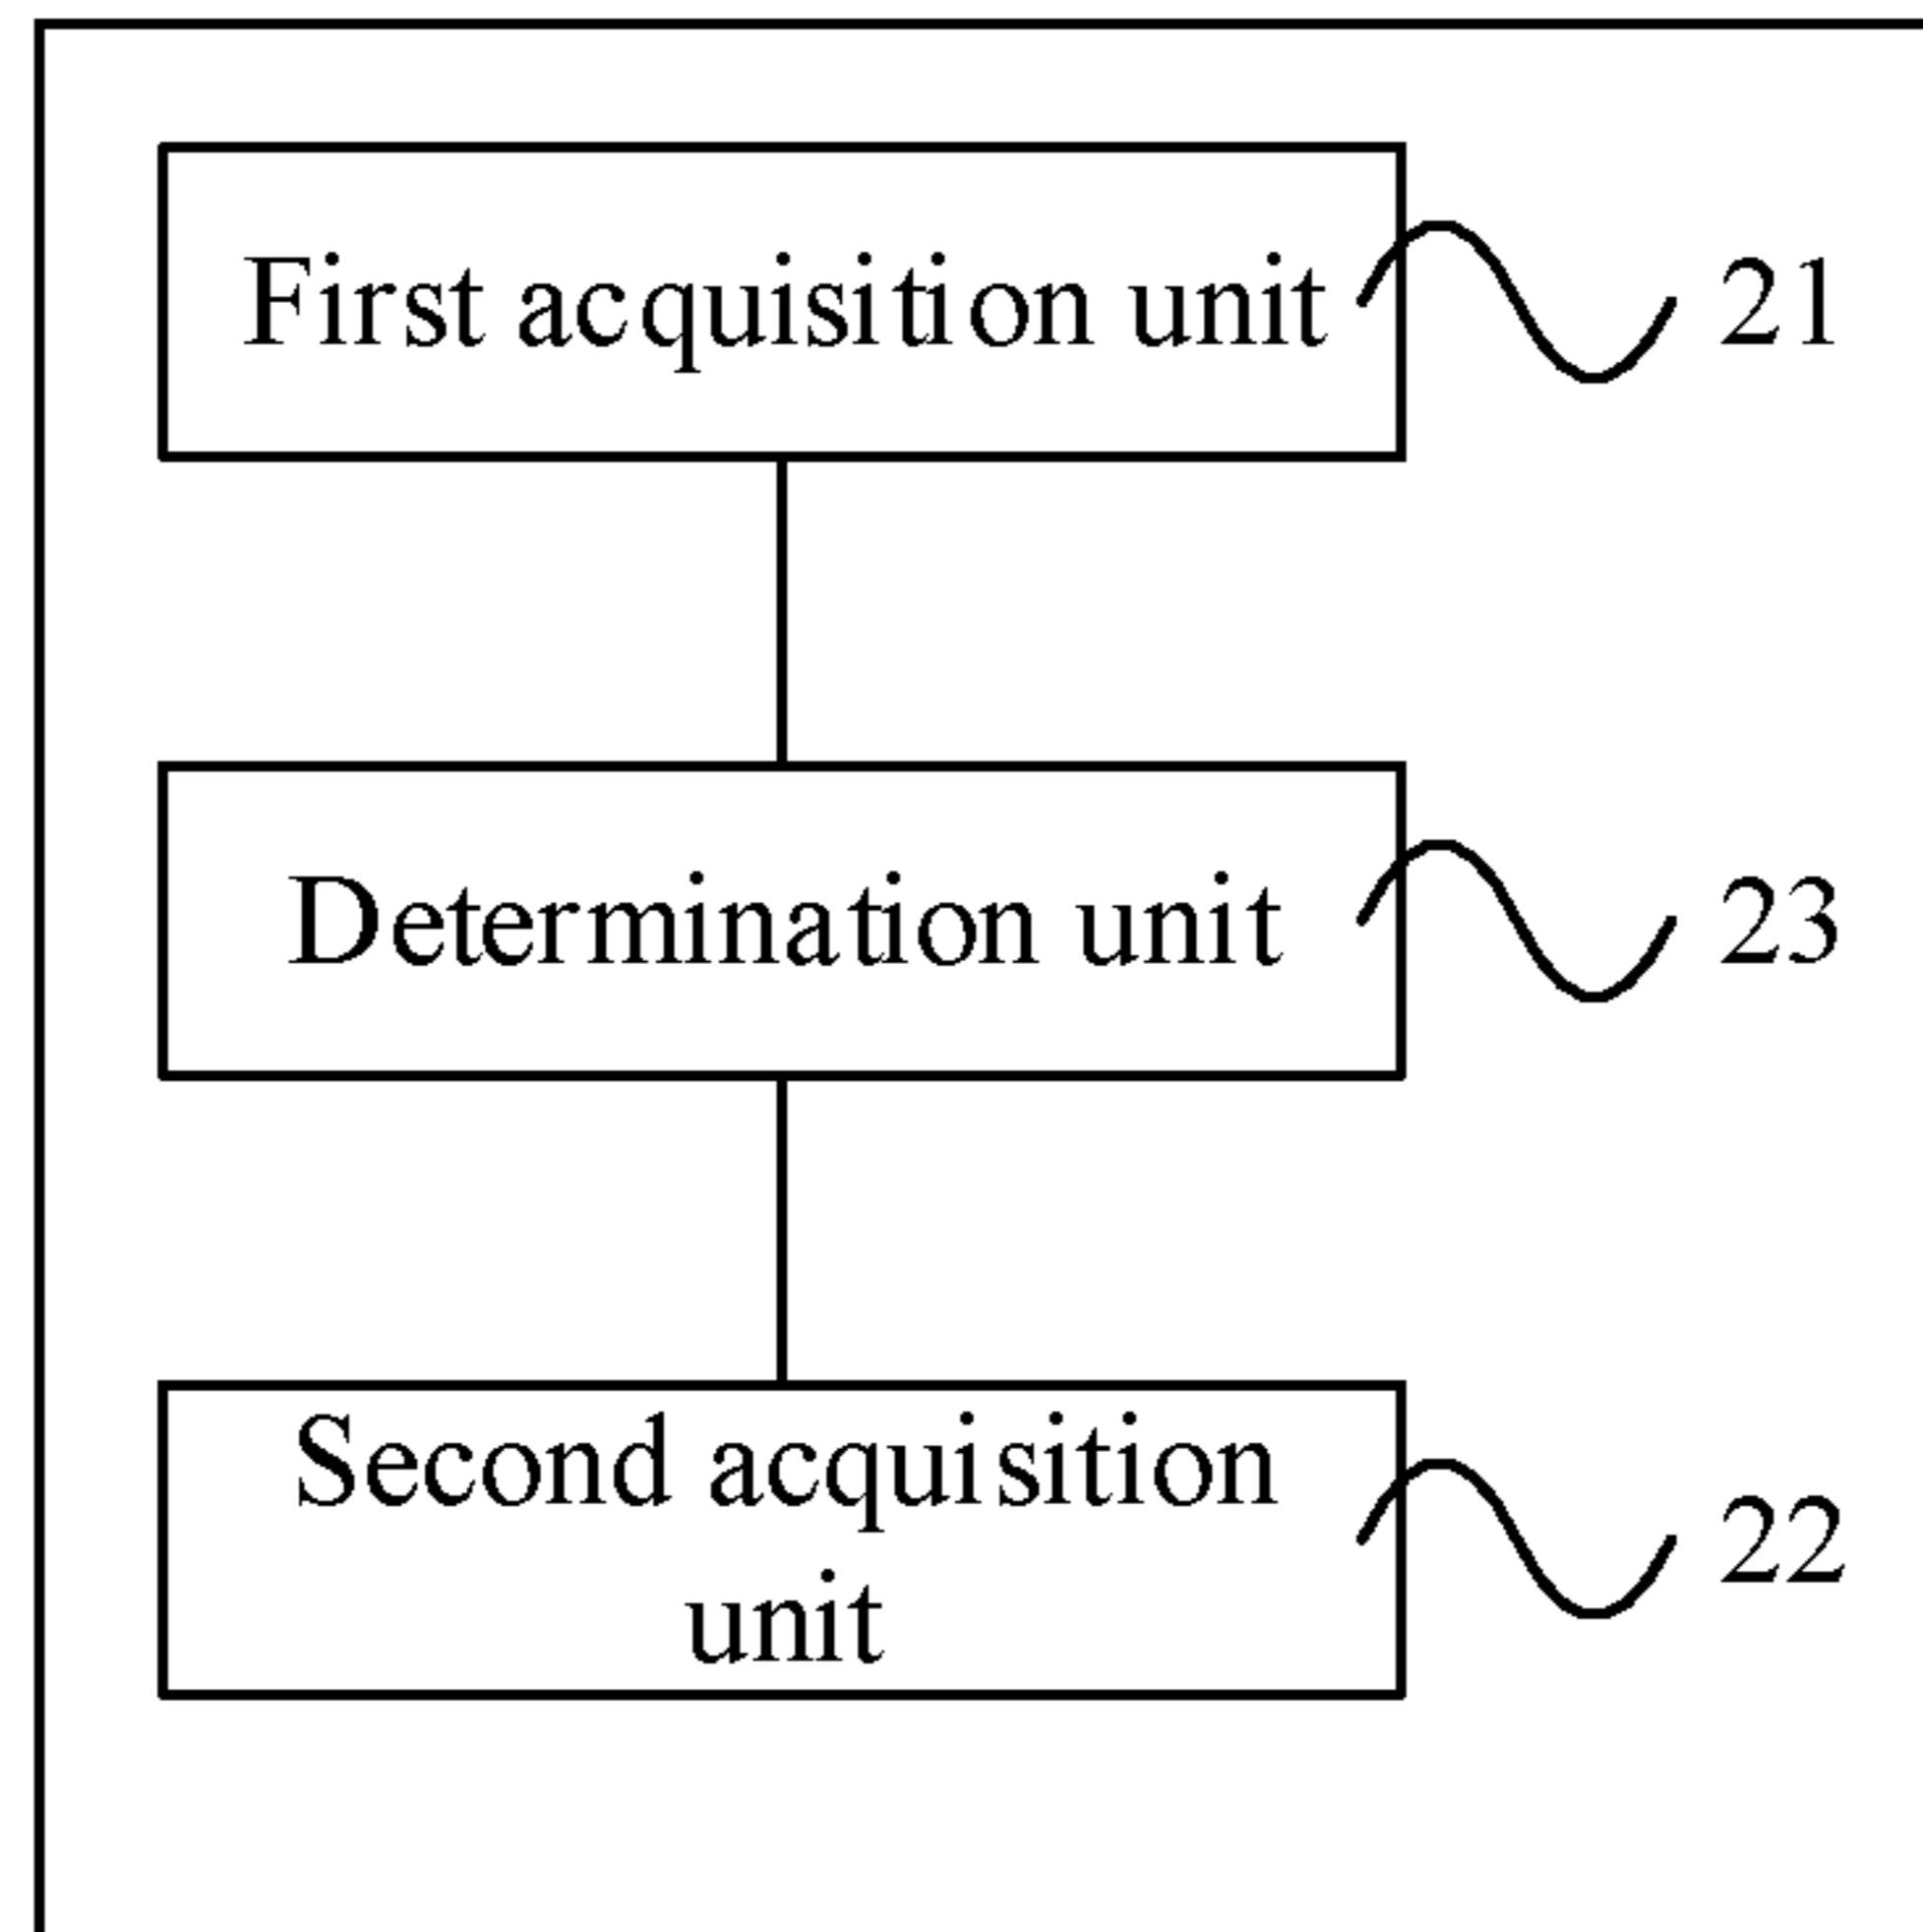 First acquisition unit 21
Determination unit 23
Second acquisition
unit
22